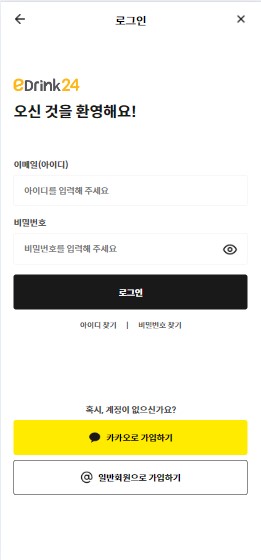 로그인
eDrink24
오신 것을 환영해요!
이메일(아이디)
아이디를 입력해 주세요
비밀번호
비밀번호를 입력해 주세요
로그인
아이디 찾기 | 비밀번호 찾기
혹시, 계정이 없으신가요?
카카오로 가입하기
일반회원으로 가입하기